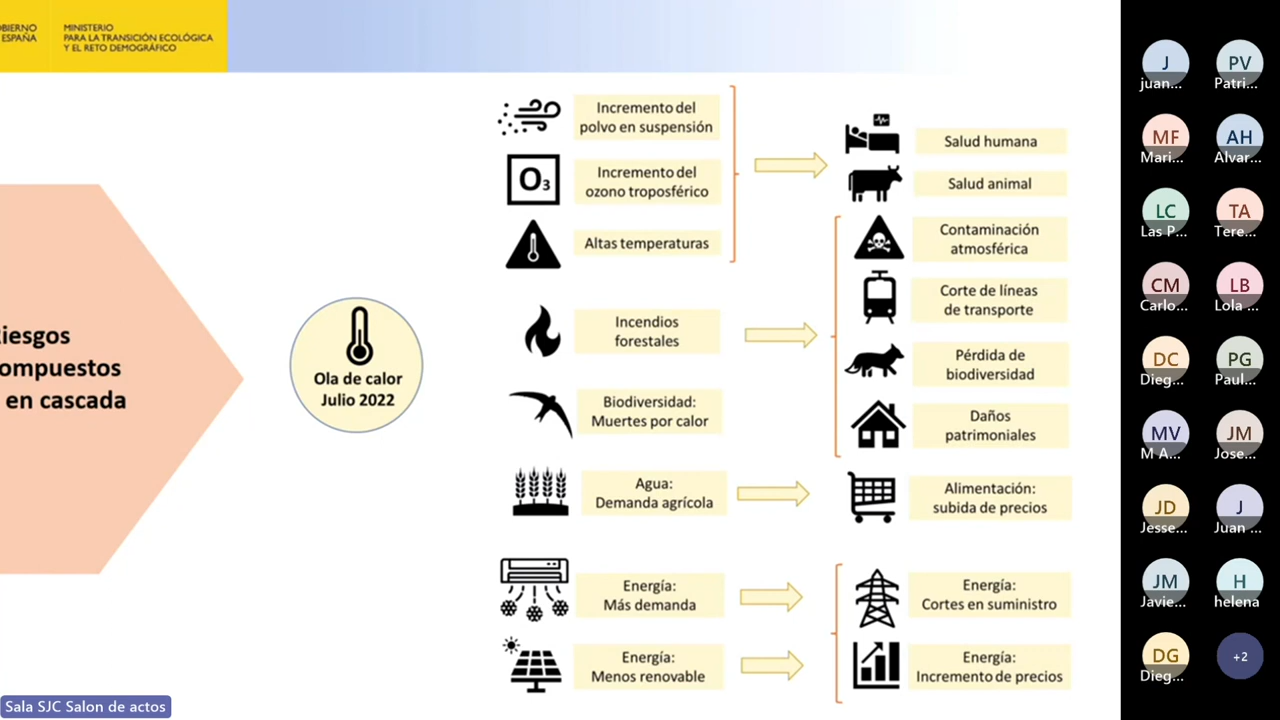 OBIERNO
ESPAÑA
MINISTERIO
PARA LA TRANSICIÓN ECOLÓGICA
Y EL RETO DEMOGRÁFICO
iesgos
ompuestos
en cascada
Ola de calor
Julio 2022
Incremento del
polvo en suspensión
O3
Incremento del
ozono troposférico
Altas temperaturas
Incendios
forestales
Biodiversidad:
Muertes por calor
Agua:
Demanda agrícola
Energía:
Más demanda
Energía:
Menos renovable
Salud humana
Salud animal
Contaminación
atmosférica
Corte de líneas
de transporte
Pérdida de
biodiversidad
Daños
patrimoniales
Alimentación:
subida de precios
Energía:
Cortes en suministro
Energía:
Incremento de precios
J
juan...
PV
Patri...
MF
Mari...
AH
Alvar...
LC
Las P...
TA
Tere...
CM
Carlo...
LB
Lola ...
DC
Dieg...
PG
Paul...
MV
M A...
JM
Jose...
JD
Jesse...
J
Juan ...
JM
Javie...
H
helena
DG
Dieg...
+2
Sala SJC Salon de actos